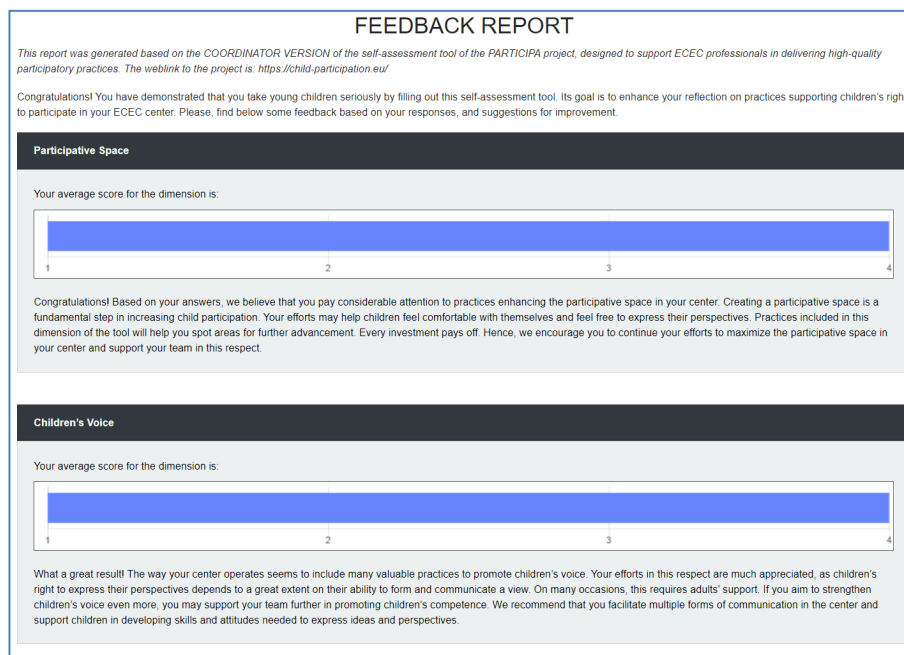 FEEDBACK REPORT
This report was generated based on the COORDINATOR VERSION of the self-assessment tool of the PARTICIPA project, designed to support ECEC professionals in delivering high-quality
participatory practices. The weblink to the project is: https://child-participation.eu/
Congratulations! You have demonstrated that you take young children seriously by filling out this self-assessment tool. Its goal is to enhance your reflection on practices supporting children's righ
to participate in your ECEC center. Please, find below some feedback based on your responses, and suggestions for improvement.
Participative Space
Your average score for the dimension is:
1 2 3 4
Congratulations! Based on your answers, we believe that you pay considerable attention to practices enhancing the participative space in your center. Creating a participative space is a
fundamental step in increasing child participation. Your efforts may help children feel comfortable with themselves and feel free to express their perspectives. Practices included in this
dimension of the tool will help you spot areas for further advancement. Every investment pays off. Hence, we encourage you to continue your efforts to maximize the participative space in
your center and support your team in this respect.
Children's Voice
Your average score for the dimension is:
1 2 3 4
What a great result! The way your center operates seems to include many valuable practices to promote children's voice. Your efforts in this respect are much appreciated, as children's
right to express their perspectives depends to a great extent on their ability to form and communicate a view. On many occasions, this requires adults' support. If you aim to strengthen
children's voice even more, you may support your team further in promoting children's competence. We recommend that you facilitate multiple forms of communication in the center and
support children in developing skills and attitudes needed to express ideas and perspectives.